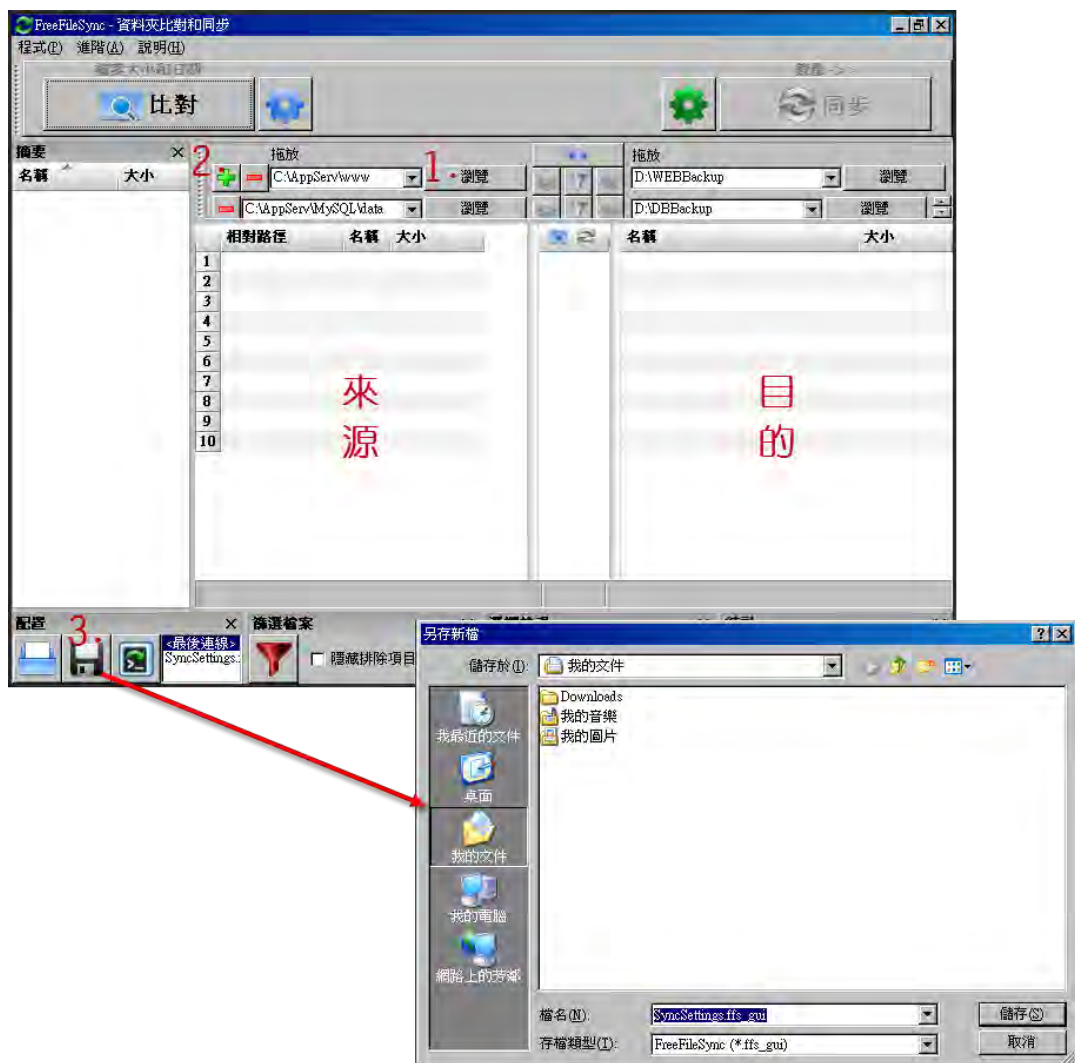 FreeFileSync - 資料夾比對和同步
程式(P) 進階(A) 說明(H)
檔案大小和日期
比對
同步
摘要
名稱 大小
2
拖放
C:\AppServ\www
1.
瀏覽
拖放
D:\WEBBackup
瀏覽
C:\AppServ\MySQL\data
瀏覽
D:\DBBackup
瀏覽
相對路徑 名稱 大小
名稱 大小
1
2
3
4
5
6
7
8
9
10
來源
目的
配置
3.
<最後連線>
SyncSettings.
篩選檔案
隱藏排除項目
另存新檔
儲存於(I):
我的文件
Downloads
我的音樂
我的圖片
我最近的文件
桌面
我的文件
我的電腦
網路上的芳鄰
檔名(N):
SyncSettings.ffs_gui
儲存(S)
存檔類型(T):
FreeFileSync (*.ffs_gui)
取消